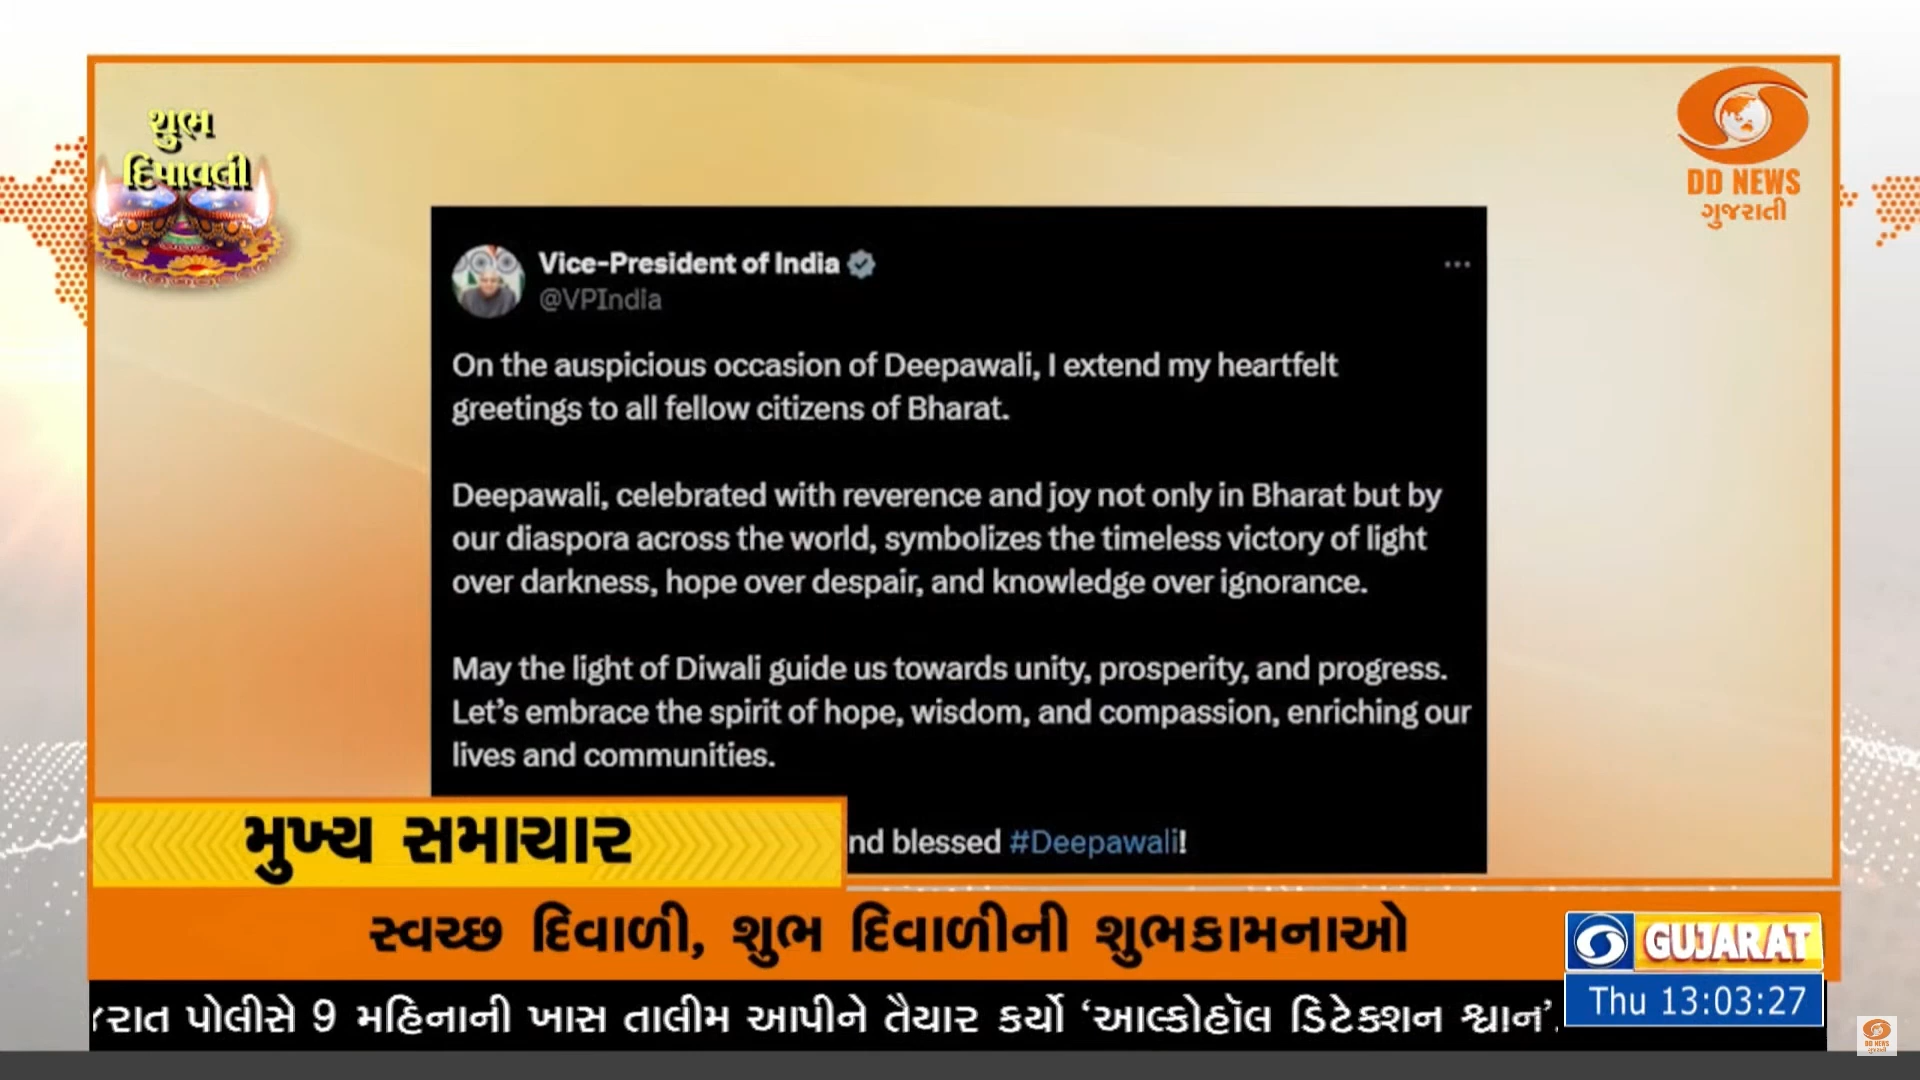 શુભ
દિપાવલી
DD NEWS
ગુજરાતી
Vice-President of India
@VPIndia
On the auspicious occasion of Deepawali, I extend my heartfelt
greetings to all fellow citizens of Bharat.
Deepawali, celebrated with reverence and joy not only in Bharat but by
our diaspora across the world, symbolizes the timeless victory of light
over darkness, hope over despair, and knowledge over ignorance.
May the light of Diwali guide us towards unity, prosperity, and progress.
Let’s embrace the spirit of hope, wisdom, and compassion, enriching our
lives and communities.
blessed #Deepawali!
મુખ્ય સમાચાર
સ્વચ્છ દિવાળી, શુભ દિવાળીની શુભકામનાઓ
GUJARAT
પોલીસે 9 મહિનાની ખાસ તાલીમ આપીને તૈયાર કર્યો ‘આલ્કોહૉલ ડિટેક્શન શ્વાન’.
Thu 13:03:27
DD NEWS
ગુજરાતી